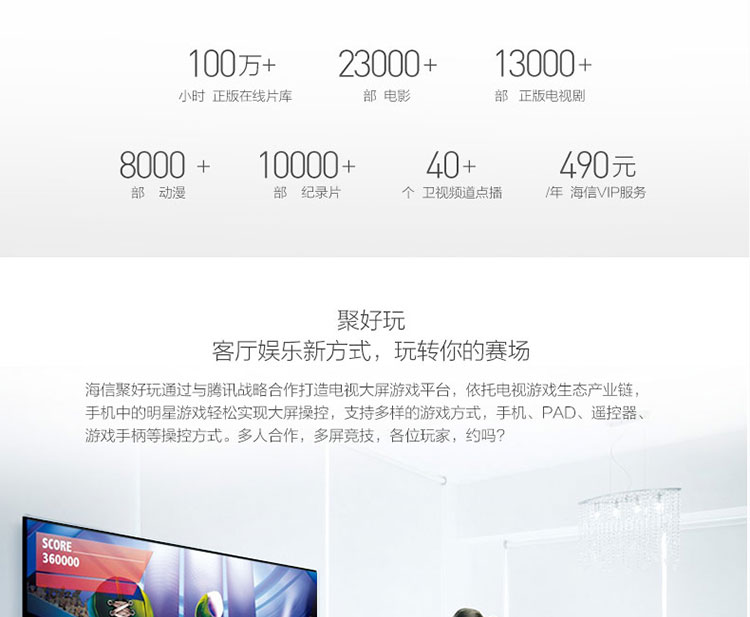 100万+ 23000+ 13000+
小时 正版在线片库 部 电影 部 正版电视剧
8000 + 10000+ 40+ 490元
部 动漫 部 纪录片 个 卫视频道点播 /年 海信VIP服务
聚好玩
客厅娱乐新方式，玩转你的赛场
海信聚好玩通过与腾讯战略合作打造电视大屏游戏平台，依托电视游戏生态产业链，
手机中的明星游戏轻松实现大屏操控，支持多样的游戏方式，手机、PAD、遥控器、
游戏手柄等操控方式。多人合作，多屏竞技，各位玩家，约吗?
SCORE
360000